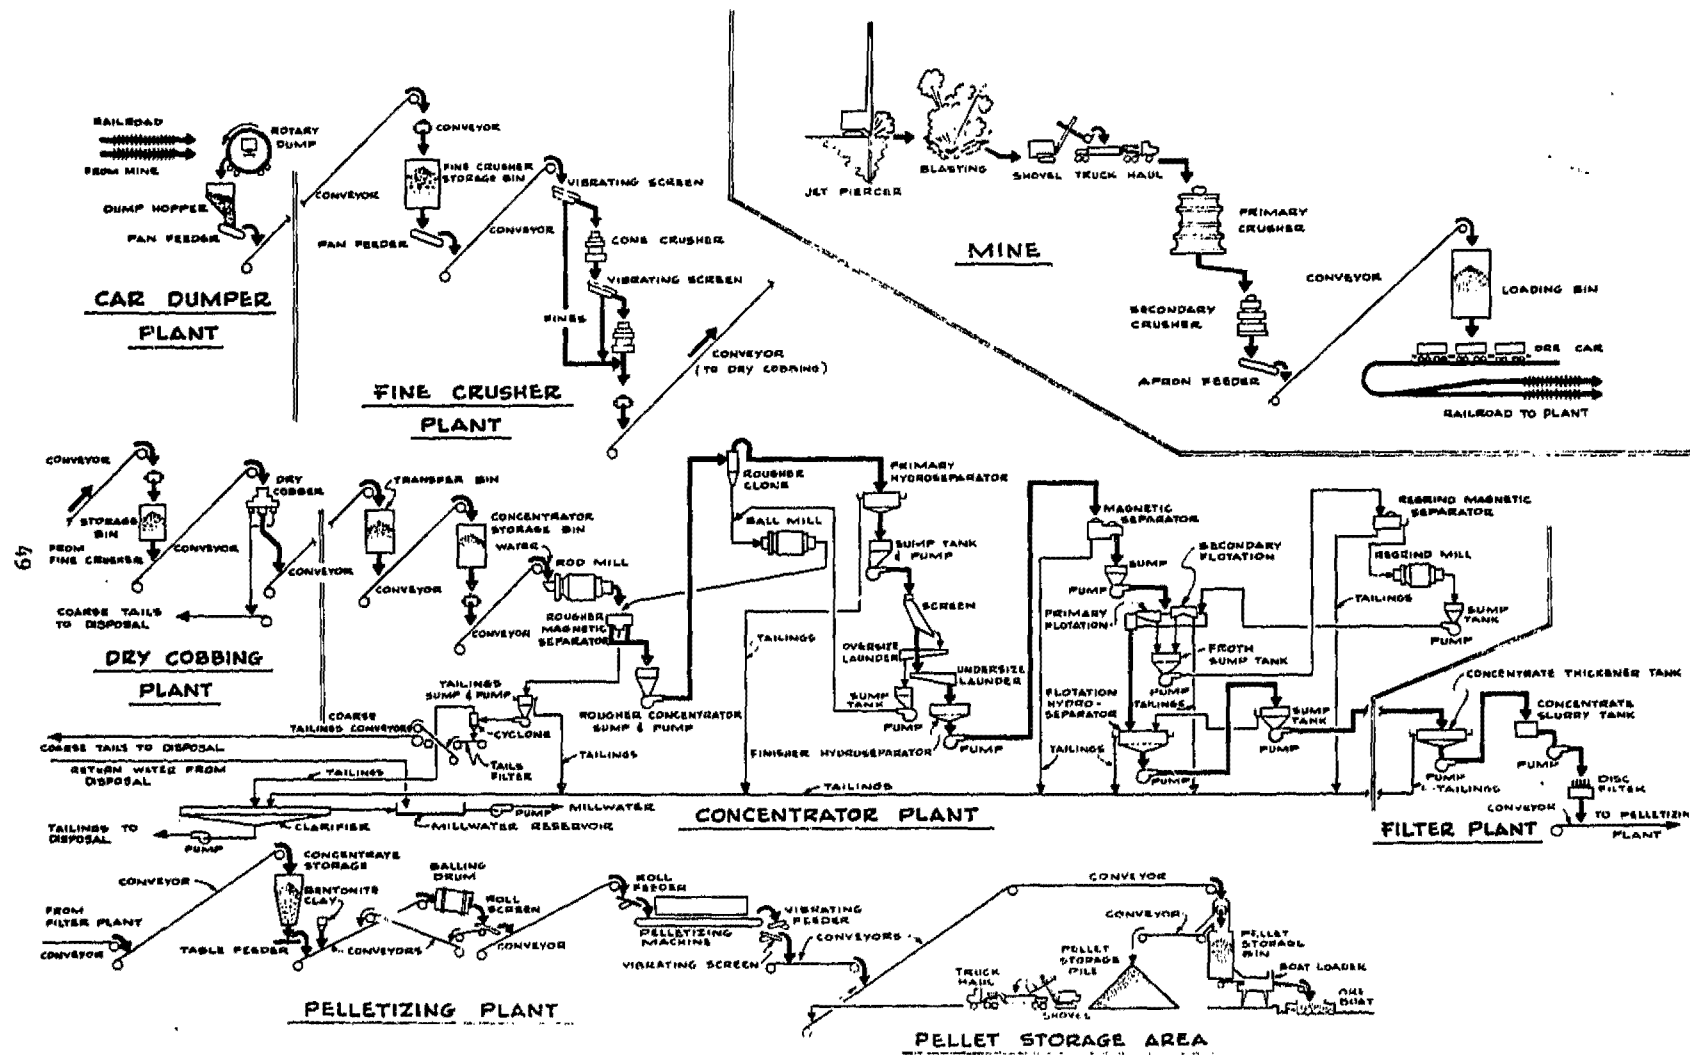 RAILROAD
FROM MINE
ROTARY
DUMP
DUMP HOPPER
PAN FEEDER
CONVEYOR
CAR DUMPER
PLANT
CONVEYOR
FINE CRUSHER
STORAGE BIN
PAN FEEDER
CONVEYOR
VIBRATING SCREEN
CONE CRUSHER
VIBRATING SCREEN
FINES
CONVEYOR
(TO DRY COBBING)
FINE CRUSHER
PLANT
JET PIERCER
BLASTING
SHOVEL
TRUCK HAUL
PRIMARY
CRUSHER
MINE
SECONDARY
CRUSHER
APRON FEEDER
CONVEYOR
LOADING BIN
ORE CAR
RAILROAD TO PLANT
49
CONVEYOR
STORAGE
BIN
FROM
FINE CRUSHER
CONVEYOR
DRY
COBBER
CONVEYOR
COARSE TAILS
TO DISPOSAL
DRY COBBING
PLANT
TRANSFER BIN
CONVEYOR
CONCENTRATOR
STORAGE BIN
WATER
ROD MILL
CONVEYOR
ROUGHER
MAGNETIC
SEPARATOR
ROUGHER
CLONE
BALL MILL
PRIMARY
HYDROSEPARATOR
SUMP TANK
& PUMP
SCREEN
TAILINGS
OVERSIZE
LAUNDER
UNDERSIZE
LAUNDER
SUMP
TANK
PUMP
FINISHER HYDROSEPARATOR
PUMP
TAILINGS
SUMP & PUMP
CYCLONE
TAILS
FILTER
TAILINGS
ROUGHER CONCENTRATOR
SUMP & PUMP
COARSE
TAILINGS CONVEYOR
COARSE TAILS TO DISPOSAL
RETURN WATER FROM
DISPOSAL
TAILINGS
TAILINGS TO
DISPOSAL
PUMP
CLARIFIER
MILLWATER RESERVOIR
PUMP
MILLWATER
TAILINGS
CONCENTRATOR PLANT
MAGNETIC
SEPARATOR
SUMP
PUMP
SECONDARY
FLOTATION
PRIMARY
FLOTATION
FROTH
SUMP TANK
PUMP
FLOTATION
HYDRO-
SEPARATOR
TAILINGS
TAILINGS
PUMP
SUMP
TANK
PUMP
REGRIND MAGNETIC
SEPARATOR
REGRIND MILL
TAILINGS
SUMP
TANK
PUMP
CONCENTRATE THICKENER TANK
CONCENTRATE
SLURRY TANK
PUMP
PUMP
TAILINGS
DISC
FILTER
CONVEYOR
TO PELLETIZIN
PLANT
FILTER PLANT
FROM
FILTER PLANT
CONVEYOR
CONVEYOR
CONCENTRATE
STORAGE
BENTONITE
CLAY
TABLE FEEDER
CONVEYORS
BALLING
DRUM
ROLL
SCREEN
CONVEYOR
ROLL
FEEDER
PELLETIZING
MACHINE
VIBRATING
FEEDER
VIBRATING SCREEN
CONVEYORS
PELLETIZING PLANT
CONVEYOR
CONVEYOR
PELLET
STORAGE
PILE
TRUCK
HAUL
SHOVEL
PELLET
STORAGE
BIN
BOAT LOADER
ORE
BOAT
PELLET STORAGE AREA